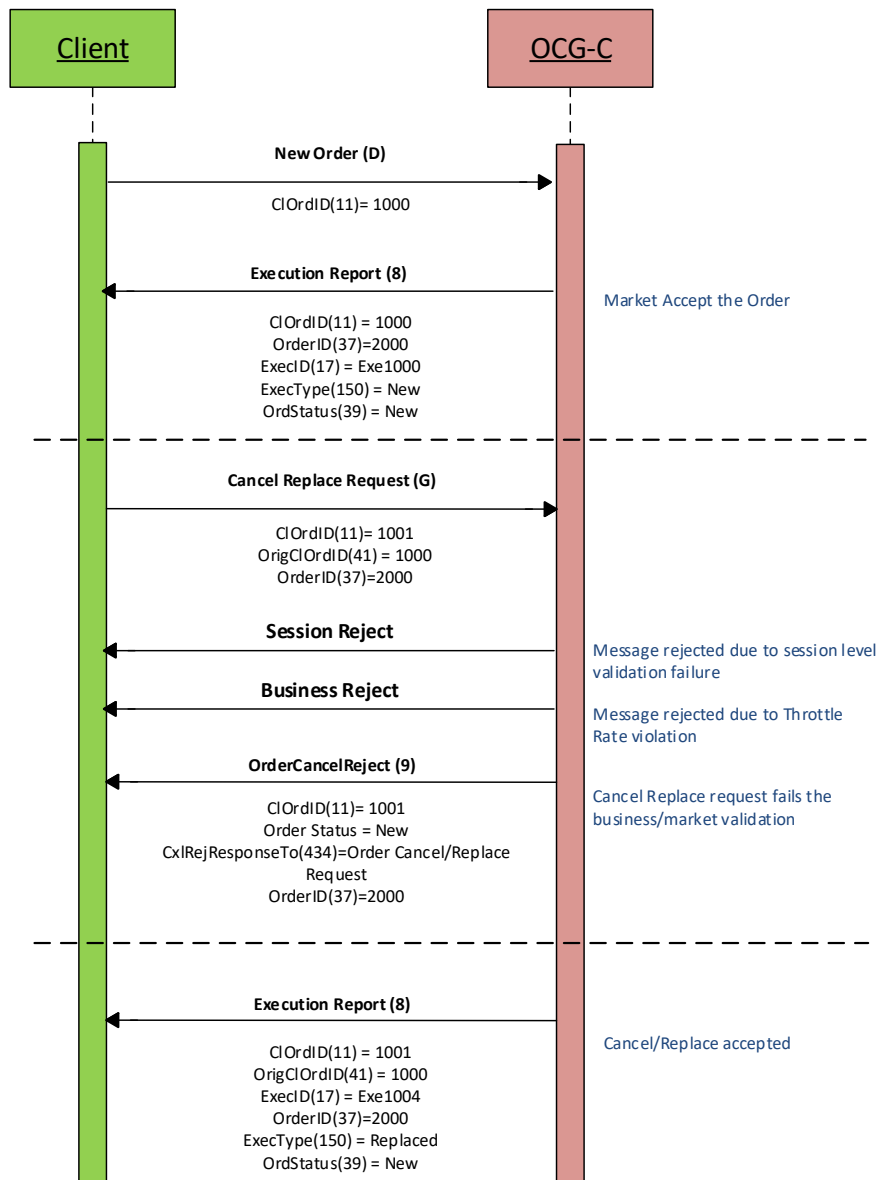 Client
OCG-C
New Order (D)
ClOrdID(11)= 1000
Execution Report (8)
Market Accept the Order
ClOrdID(11) = 1000
OrderID(37)=2000
ExecID(17) = Exe1000
ExecType(150) = New
OrdStatus(39) = New
Cancel Replace Request (G)
ClOrdID(11)= 1001
OrigClOrdID(41) = 1000
OrderID(37)=2000
Session Reject
Message rejected due to session level
validation failure
Business Reject
Message rejected due to Throttle
Rate violation
OrderCancelReject (9)
Cancel Replace request fails the
business/market validation
ClOrdID(11)= 1001
Order Status = New
CxlRejResponseTo(434)=Order Cancel/Replace
Request
OrderID(37)=2000
Execution Report (8)
Cancel/Replace accepted
ClOrdID(11) = 1001
OrigClOrdID(41) = 1000
ExecID(17) = Exe1004
OrderID(37)=2000
ExecType(150) = Replaced
OrdStatus(39) = New